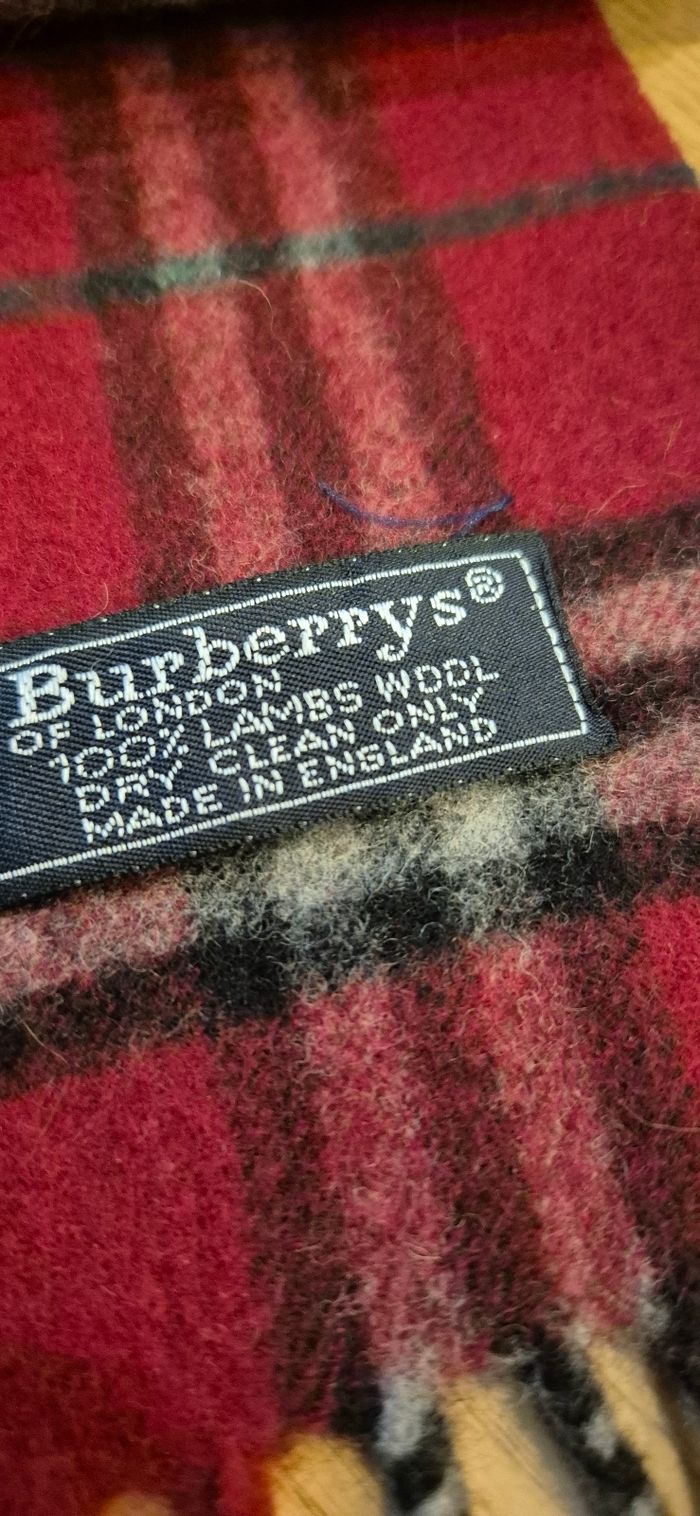 Burberrys®
OF LONDON
100% LAMBS WOOL
DRY CLEAN ONLY
MADE IN ENGLAND